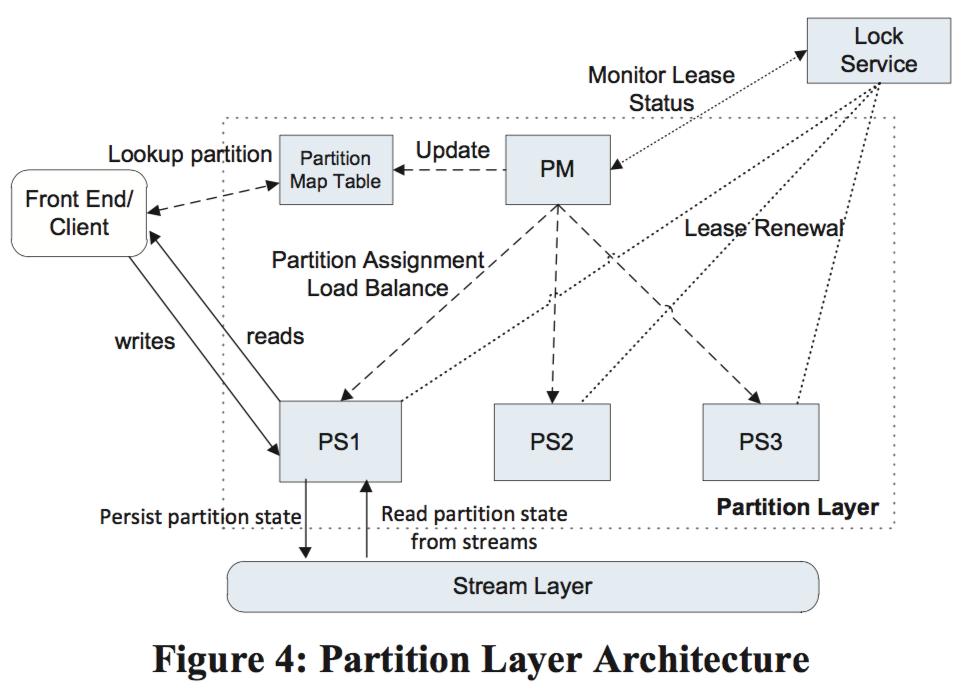 Lock
Service
Monitor Lease
Status
Lookup partition
Partition
Map Table
Update
PM
Front End/
Client
Lease Renewal
Partition Assignment
Load Balance
writes
reads
PS1
PS2
PS3
Partition Layer
Persist partition state
Read partition state
from streams
Stream Layer
Figure 4: Partition Layer Architecture